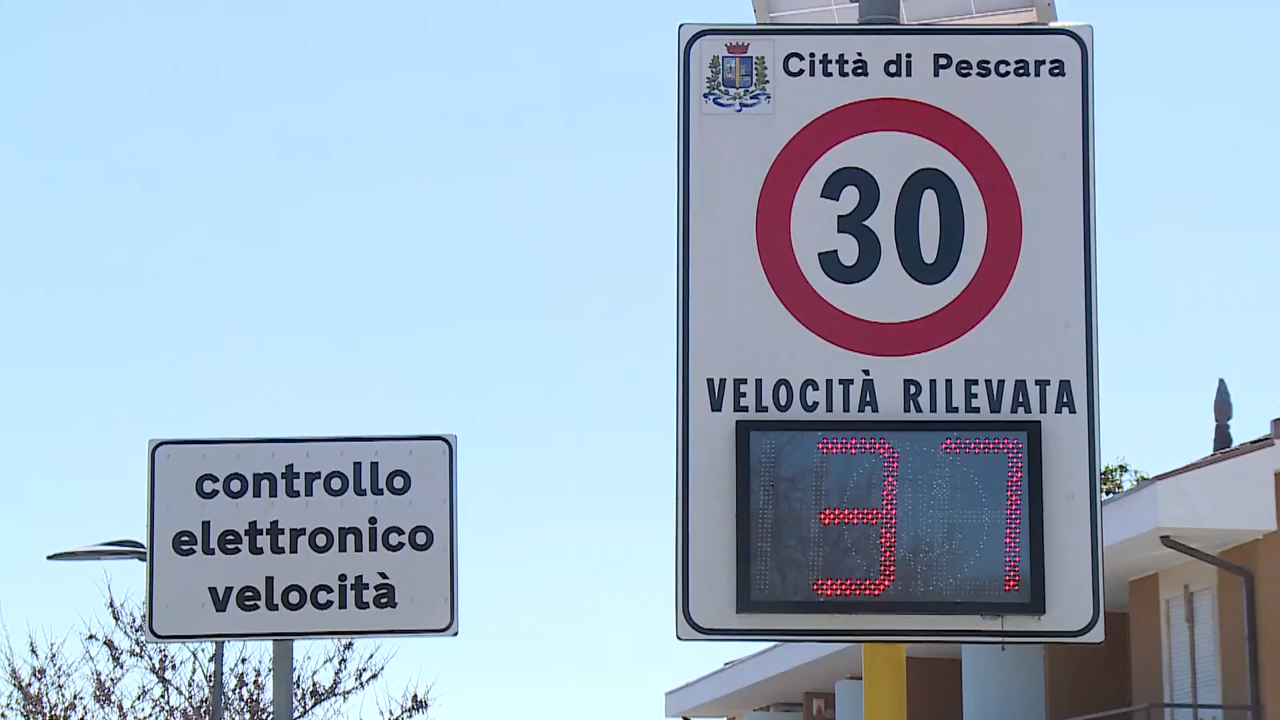 Città di Pescara
30
VELOCITÀ RILEVATA
37
controllo
elettronico
velocità